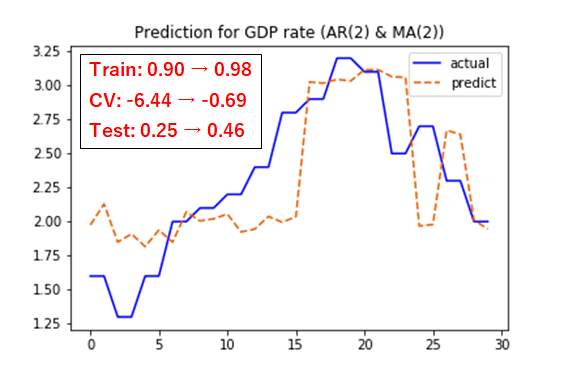 Prediction for GDP rate (AR(2) & MA(2))
Train: 0.90 → 0.98
CV: -6.44 → -0.69
Test: 0.25 → 0.46
actual
predict
3.25
3.00
2.75
2.50
2.25
2.00
1.75
1.50
1.25
0 5 10 15 20 25 30